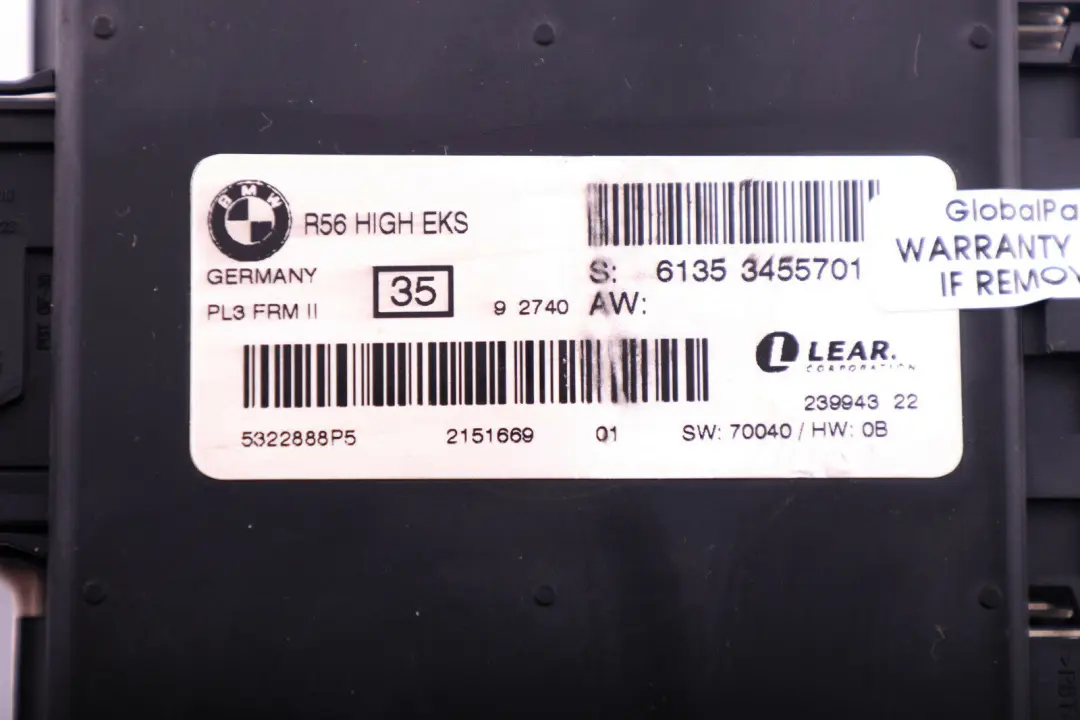 BMW
R56 HIGH EKS
GERMANY
35
PL3 FRM II
9 2740
S: 6135 3455701
AW:
GlobalPa
WARRANTY
IF REMOV
LEAR.
CORPORATION
239943 22
5322888P5 2151669 01 SW: 70040 / HW: 0B